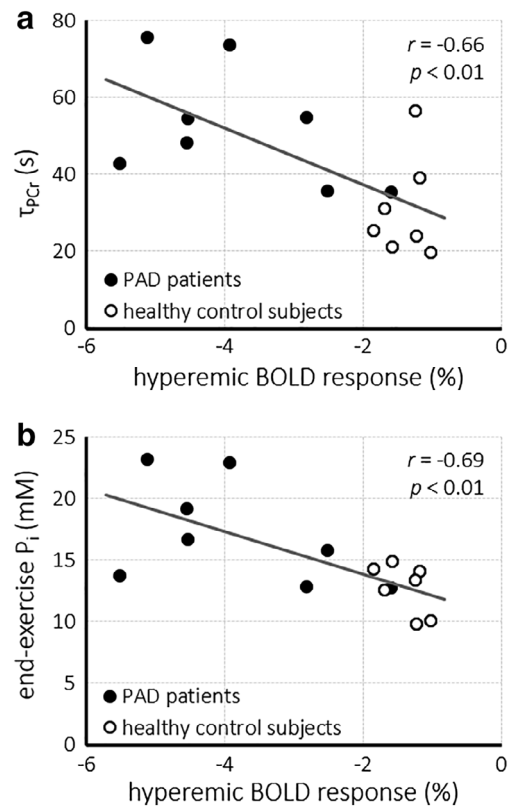 a
80
r = -0.66
p < 0.01
60
40
20
0
τPCr (s)
PAD patients
healthy control subjects
-6 -4 -2 0
hyperemic BOLD response (%)
b
25
r = -0.69
p < 0.01
20
15
10
5
0
end-exercise Pi (mM)
PAD patients
healthy control subjects
-6 -4 -2 0
hyperemic BOLD response (%)